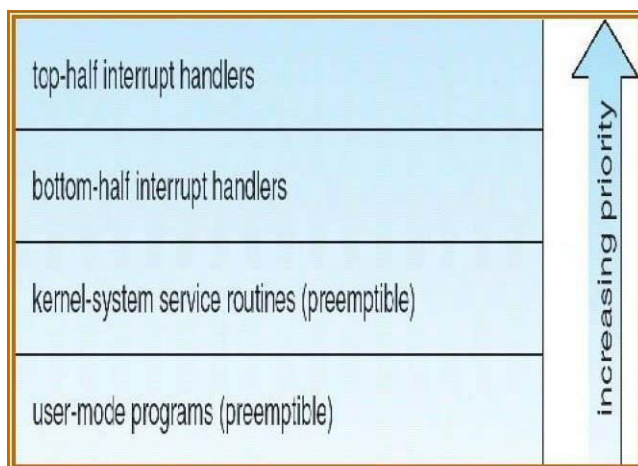 top-half interrupt handlers
bottom-half interrupt handlers
kernel-system service routines (preemptible)
user-mode programs (preemptible)
increasing priority